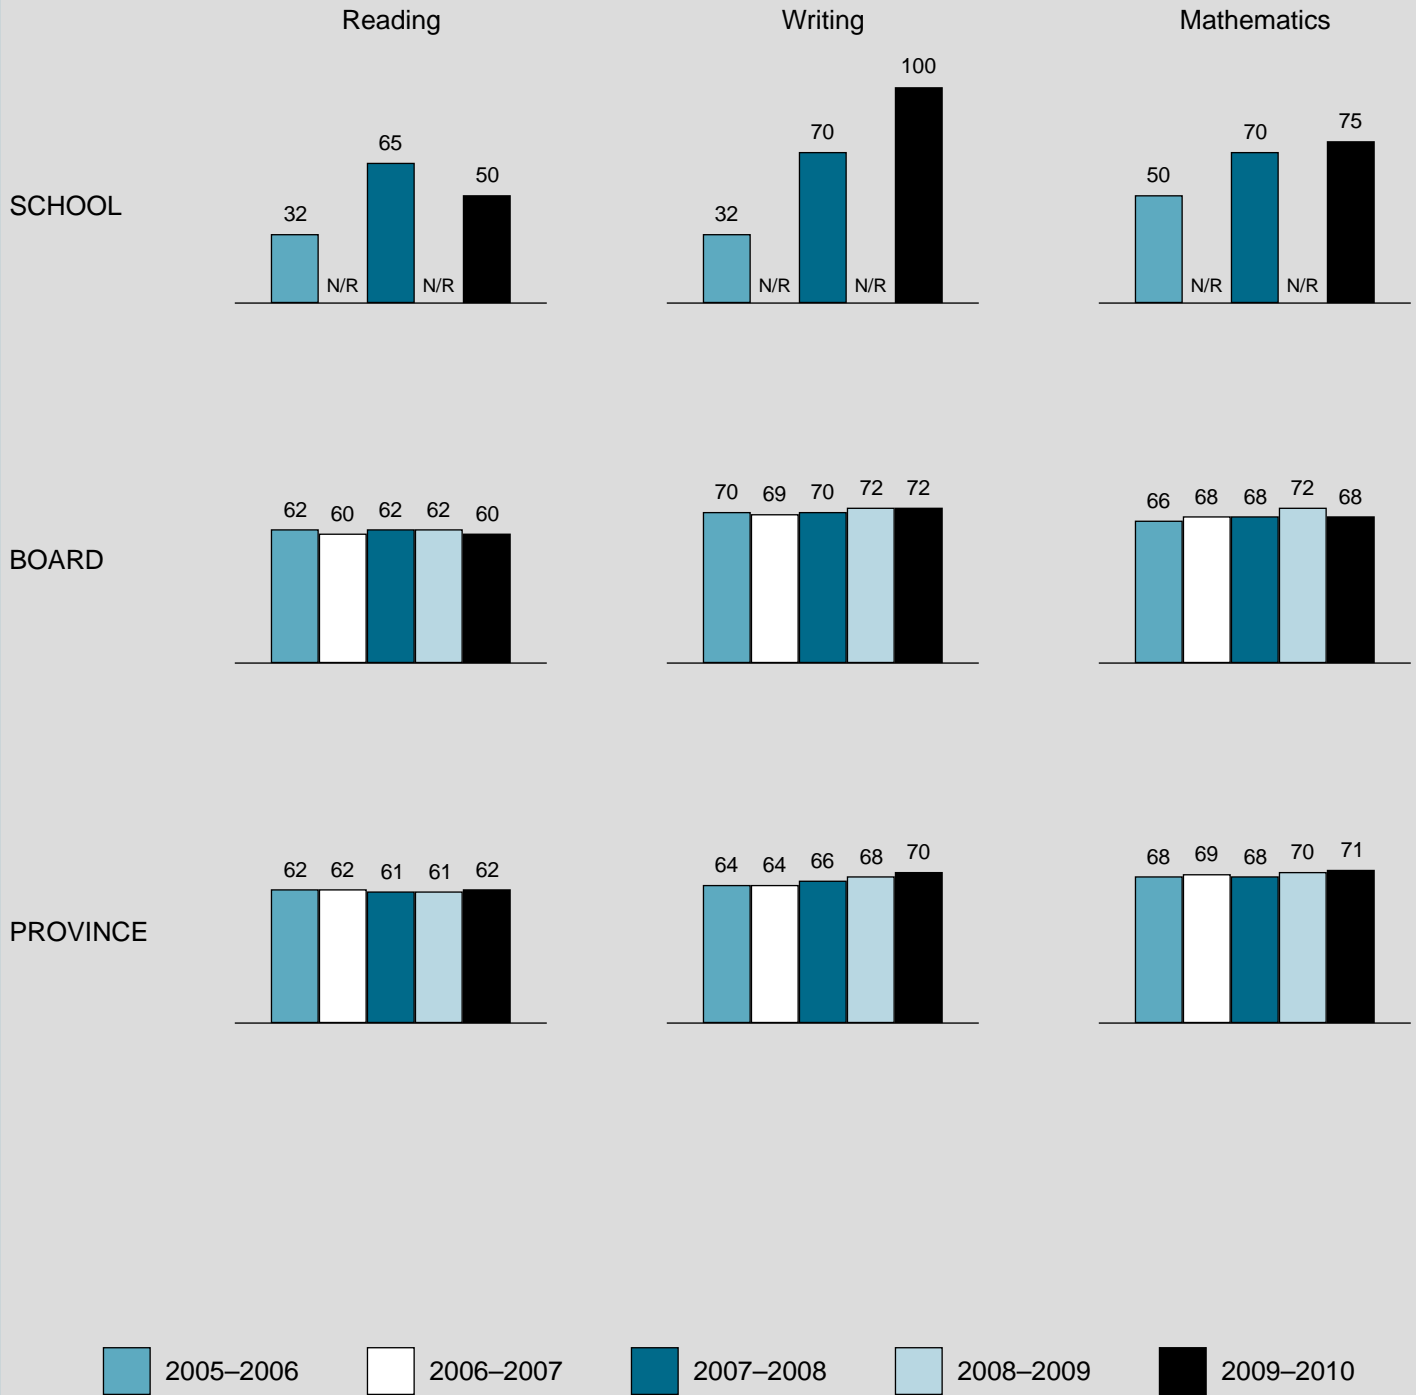 Reading Writing Mathematics
SCHOOL
32 N/R 65 N/R 50
32 N/R 70 N/R 100
50 N/R 70 N/R 75
BOARD
62 60 62 62 60
70 69 70 72 72
66 68 68 72 68
PROVINCE
62 62 61 61 62
64 64 66 68 70
68 69 68 70 71
2005–2006 2006–2007 2007–2008 2008–2009 2009–2010